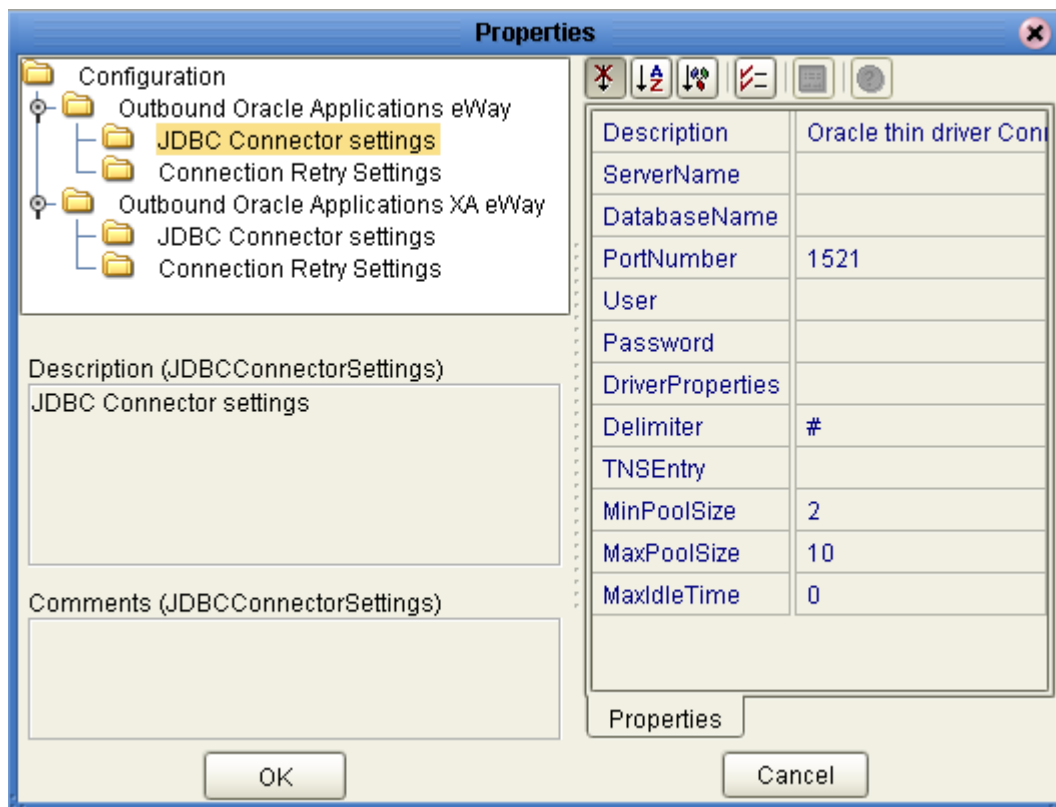 Properties
Configuration
Outbound Oracle Applications eWay
JDBC Connector settings
Connection Retry Settings
Outbound Oracle Applications XA eWay
JDBC Connector settings
Connection Retry Settings
Description (JDBCConnectorSettings)
JDBC Connector settings
Comments (JDBCConnectorSettings)
OK
A
Z
?
Description Oracle thin driver Conn
ServerName
DatabaseName
PortNumber 1521
User
Password
DriverProperties
Delimiter #
TNSEntry
MinPoolSize 2
MaxPoolSize 10
MaxIdleTime 0
Properties
Cancel